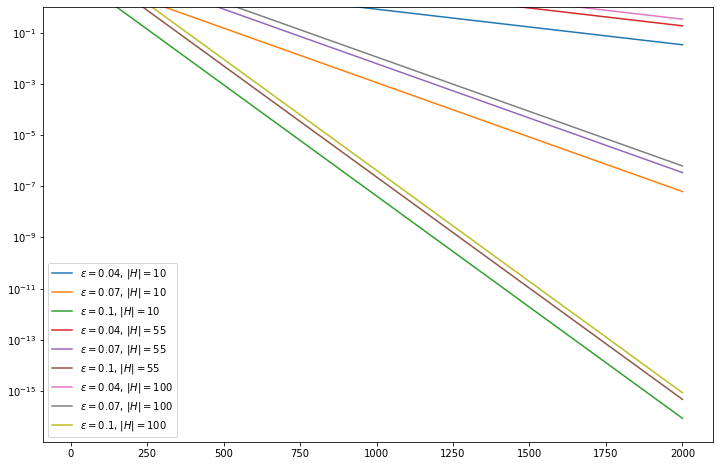 10⁻¹
10⁻³
10⁻⁵
10⁻⁷
10⁻⁹
10⁻¹¹
10⁻¹³
10⁻¹⁵
ε = 0.04, |H| = 10
ε = 0.07, |H| = 10
ε = 0.1, |H| = 10
ε = 0.04, |H| = 55
ε = 0.07, |H| = 55
ε = 0.1, |H| = 55
ε = 0.04, |H| = 100
ε = 0.07, |H| = 100
ε = 0.1, |H| = 100
0 250 500 750 1000 1250 1500 1750 2000